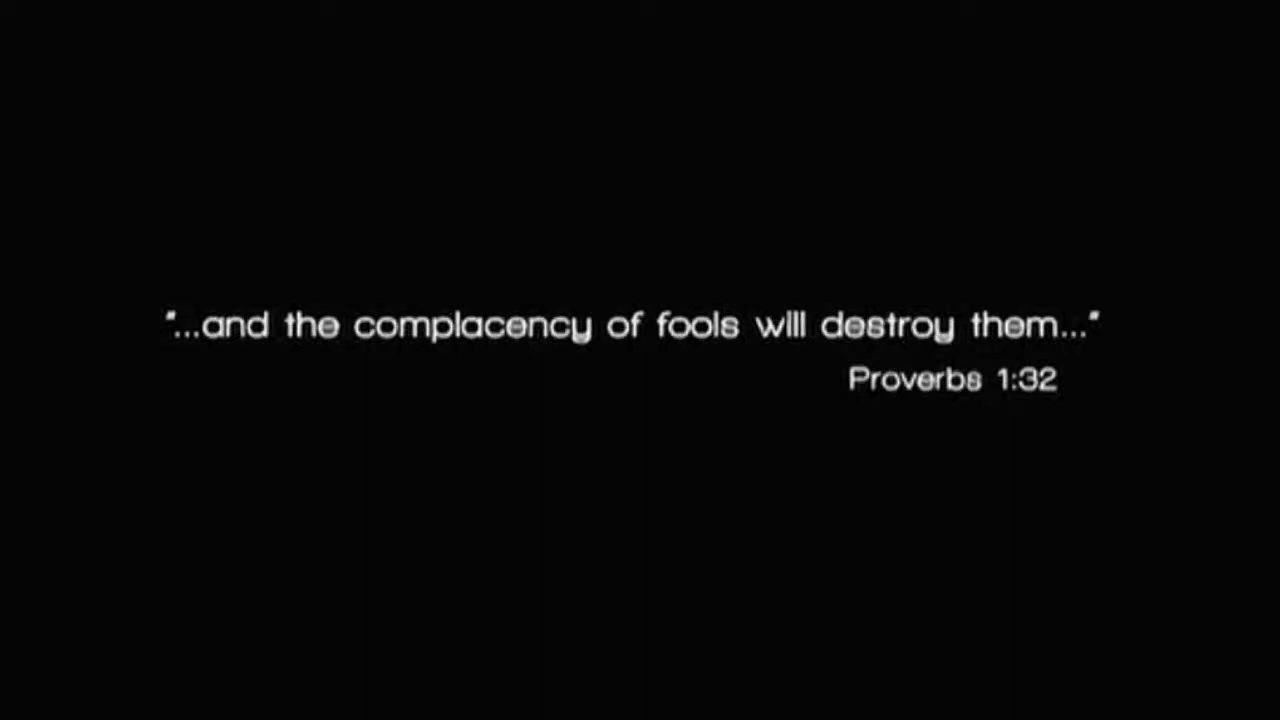 "...and the complacency of fools will destroy them..."
Proverbs 1:32